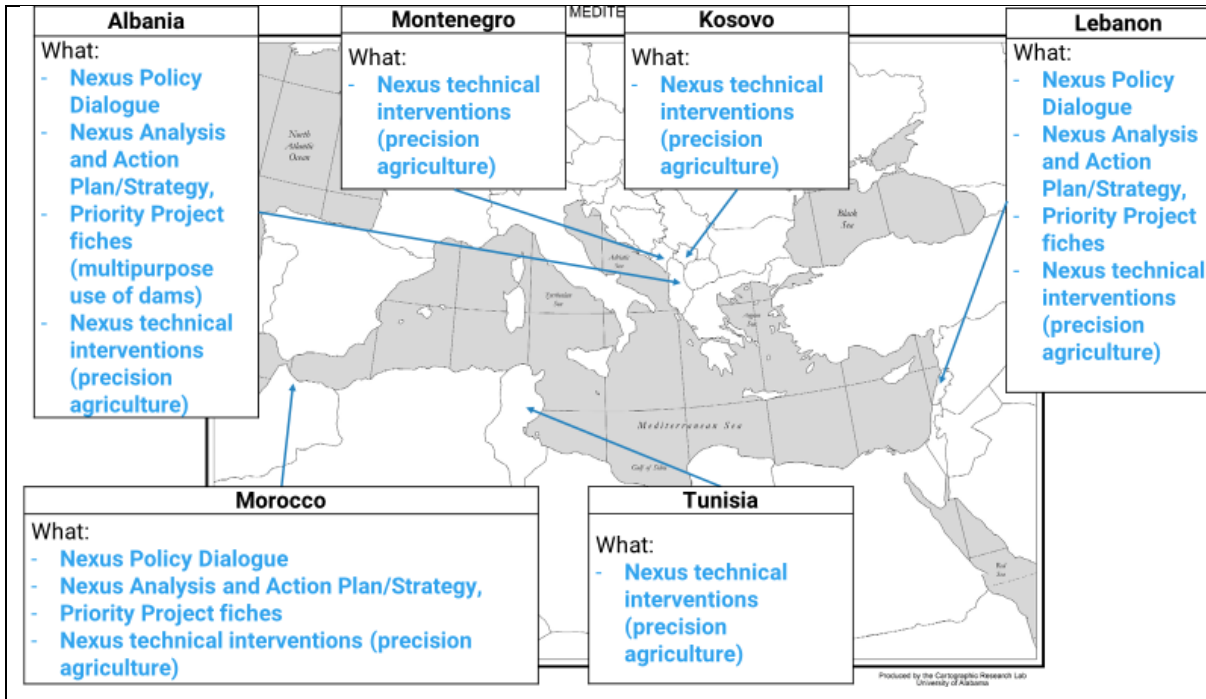 MEDITE
Albania
What:
- Nexus Policy
Dialogue
- Nexus Analysis
and Action
Plan/Strategy,
- Priority Project
fiches
(multipurpose
use of dams)
- Nexus technical
interventions
(precision
agriculture)
Montenegro
What:
- Nexus technical
interventions
(precision
agriculture)
Kosovo
What:
- Nexus technical
interventions
(precision
agriculture)
Lebanon
What:
- Nexus Policy
Dialogue
- Nexus Analysis
and Action
Plan/Strategy,
- Priority Project
fiches
- Nexus technical
interventions
(precision
agriculture)
North
Atlantic
Ocean
Black
Sea
Adriatic
Sea
Tyrrhenian
Sea
Aegean
Sea
Mediterranean Sea
Gulf of Sidra
Red
Sea
Morocco
What:
- Nexus Policy Dialogue
- Nexus Analysis and Action Plan/Strategy,
- Priority Project fiches
- Nexus technical interventions (precision
agriculture)
Tunisia
What:
- Nexus technical
interventions
(precision
agriculture)
Produced by the Cartographic Research Lab
University of Alabama